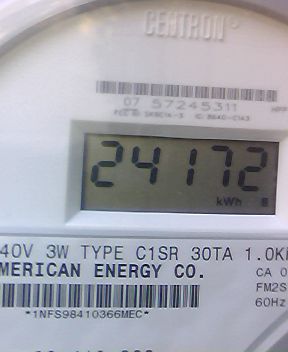 CENTRON®
07 57245311
24172
kWh
40V 3W TYPE C1SR 30TA 1.0K
MERICAN ENERGY CO.
CA 0
FM2S
60Hz
*1NFS98410366MEC*